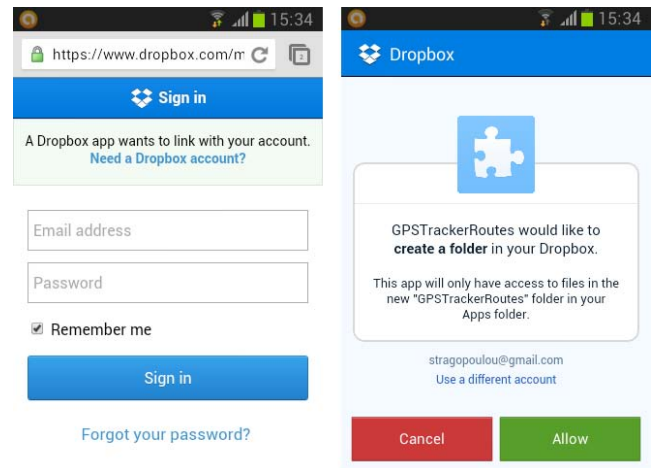 15:34
https://www.dropbox.com/m
2
Sign in
A Dropbox app wants to link with your account.
Need a Dropbox account?
Email address
Password
Remember me
Sign in
Forgot your password?
15:34
Dropbox
GPSTrackerRoutes would like to
create a folder in your Dropbox.
This app will only have access to files in the
new "GPSTrackerRoutes" folder in your
Apps folder.
stragopoulou@gmail.com
Use a different account
Cancel
Allow